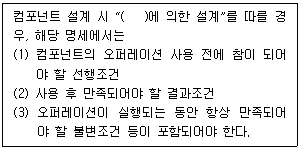 컴포넌트 설계 시 "(     )에 의한 설계"를 따를 경
우, 해당 명세에서는
(1) 컴포넌트의 오퍼레이션 사용 전에 참이 되어
야 할 선행조건
(2) 사용 후 만족되어야 할 결과조건
(3) 오퍼레이션이 실행되는 동안 항상 만족되어
야 할 불변조건 등이 포함되어야 한다.